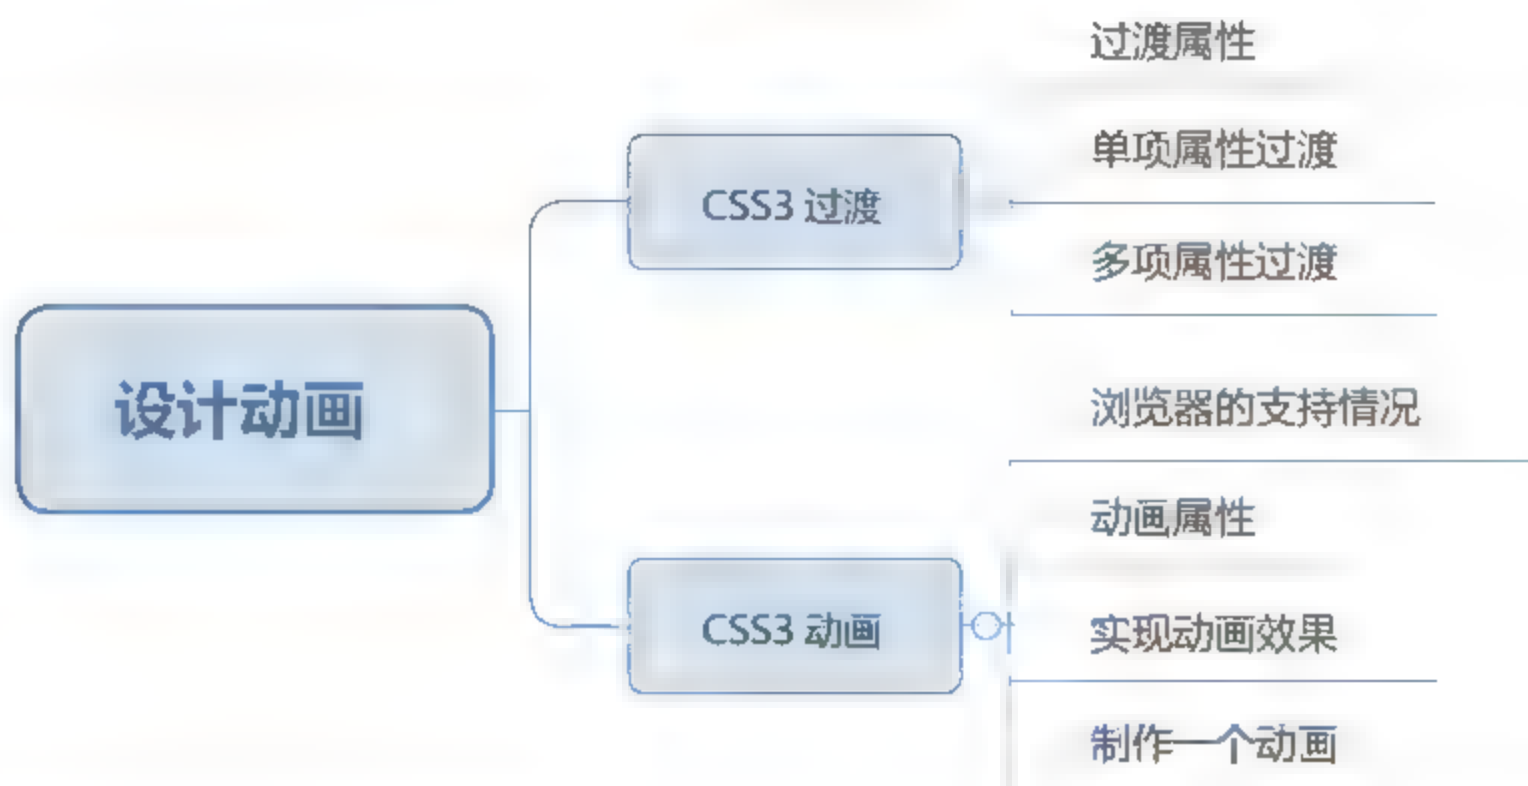 设计动画
CSS3 过渡
过渡属性
单项属性过渡
多项属性过渡
CSS3 动画
浏览器的支持情况
动画属性
实现动画效果
制作一个动画